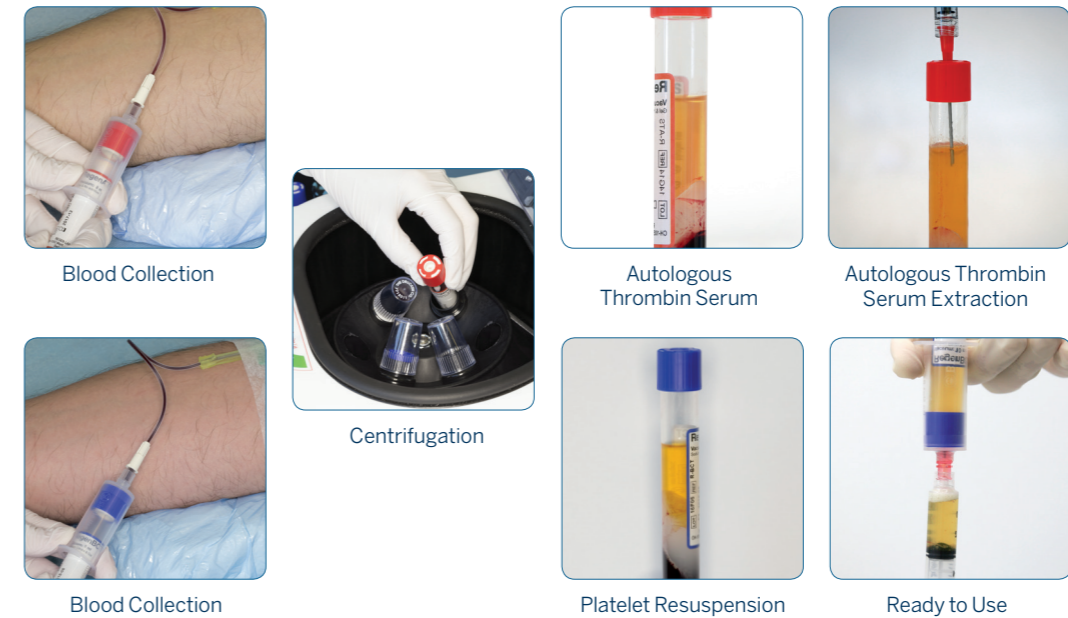 Blood Collection
Centrifugation
Autologous
Thrombin Serum
Autologous Thrombin
Serum Extraction
Blood Collection
Platelet Resuspension
Ready to Use